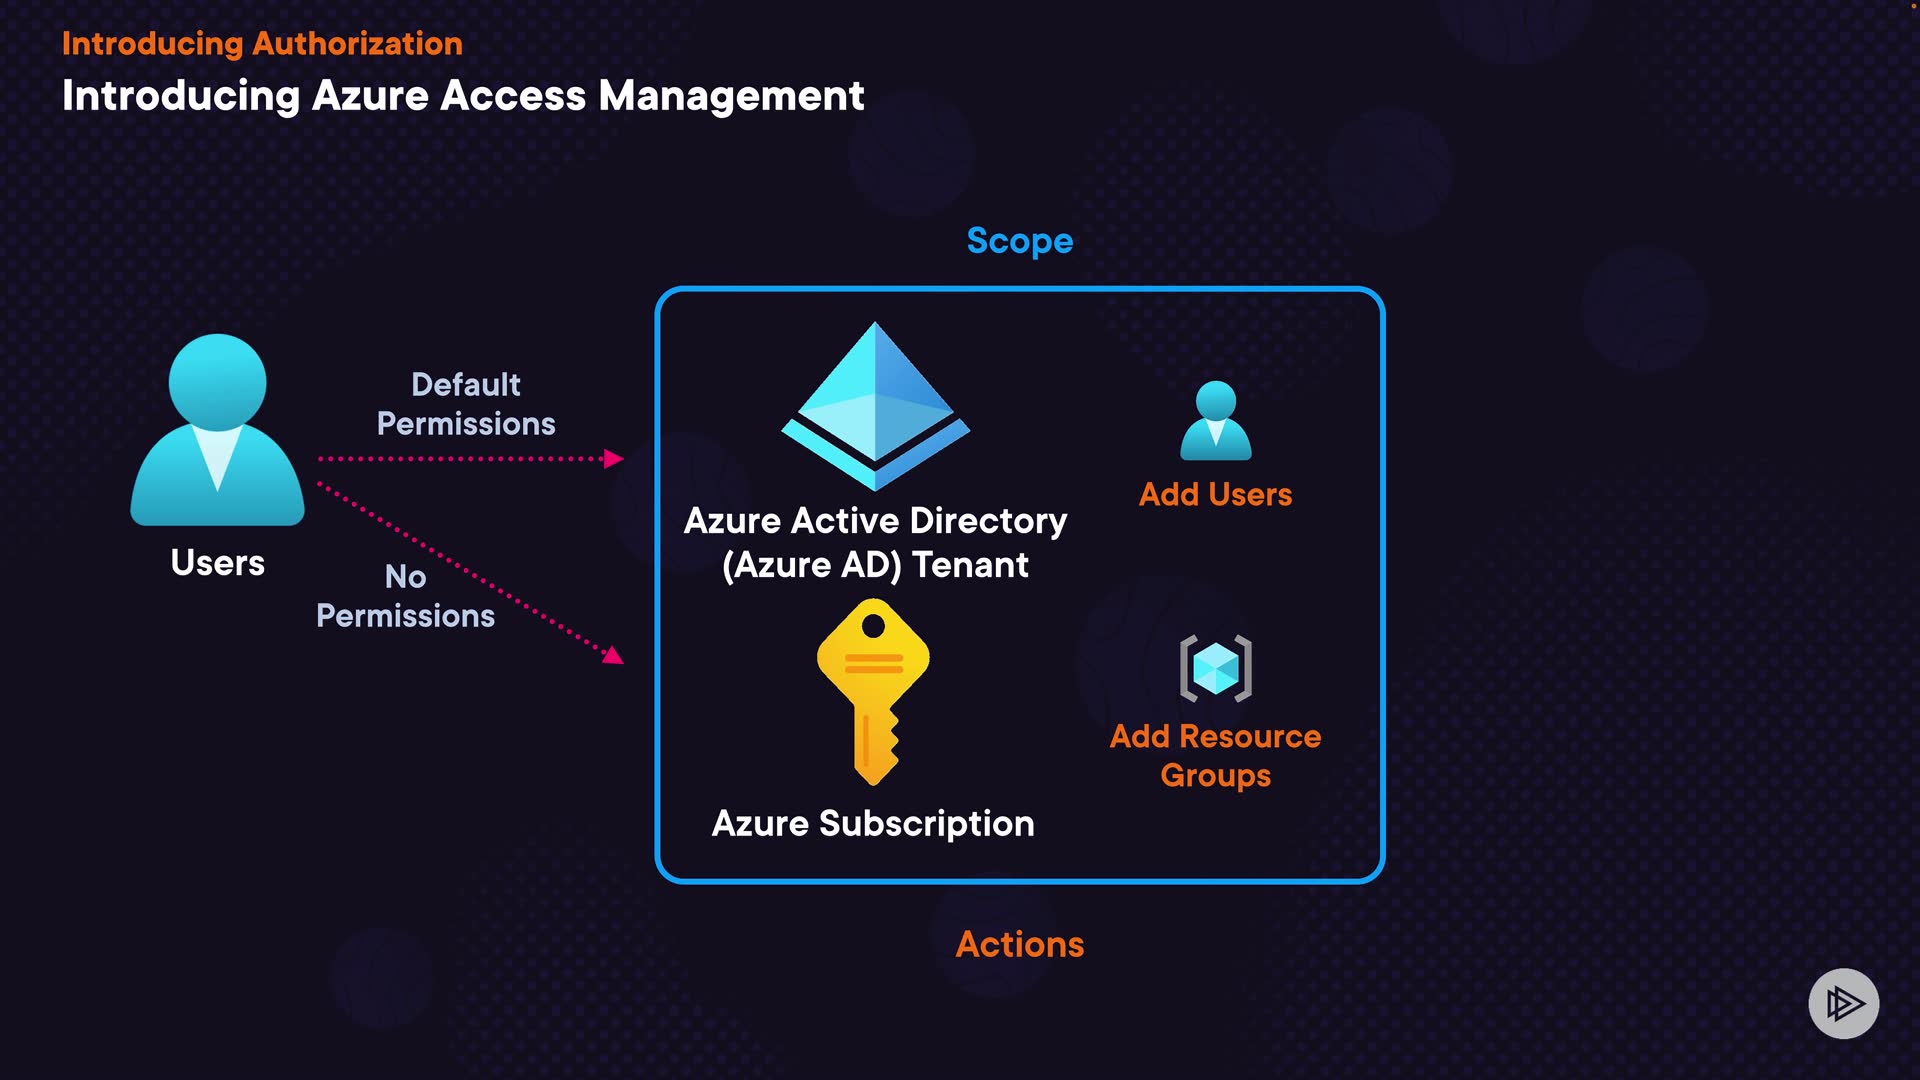 Introducing Authorization
Introducing Azure Access Management
Scope
Default
Permissions
Users
No
Permissions
Azure Active Directory
(Azure AD) Tenant
Add Users
Azure Subscription
Add Resource
Groups
Actions